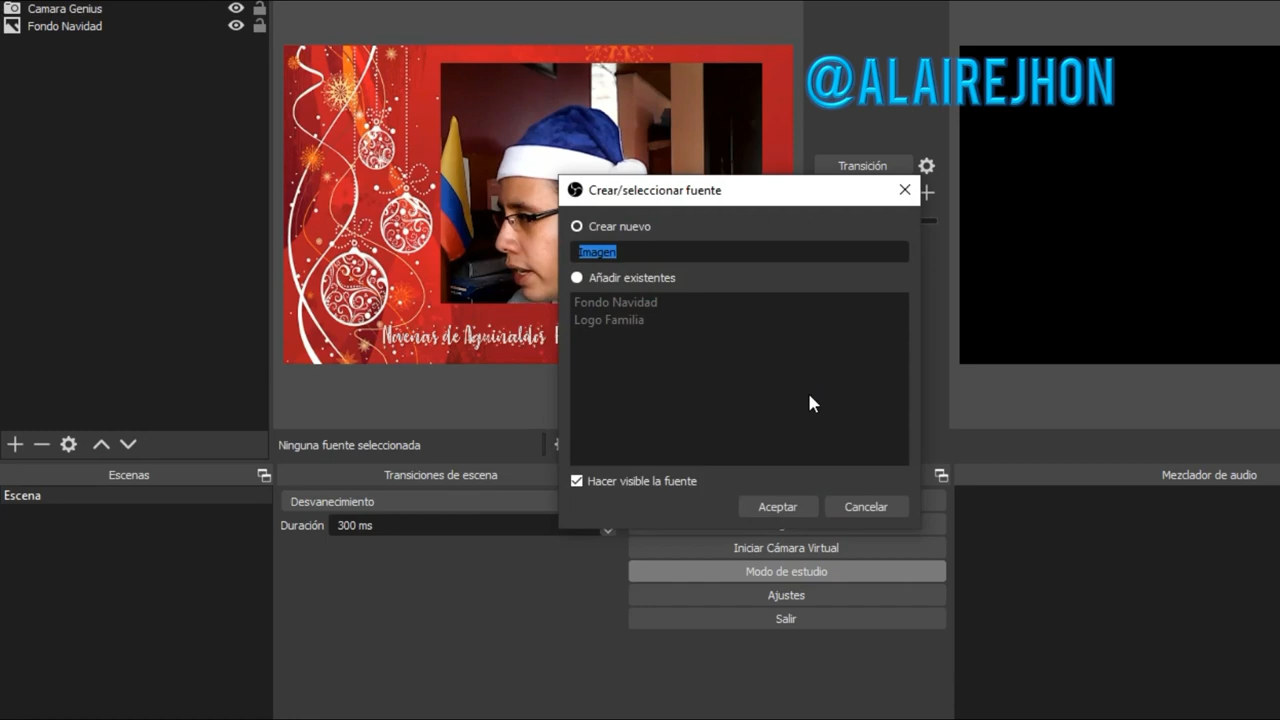 Camara Genius
Fondo Navidad
@ALAIREJHON
Transición
Crear/seleccionar fuente
Crear nuevo
Imagen
Añadir existentes
Fondo Navidad
Logo Familia
Novenas de Aguinaldos
Ninguna fuente seleccionada
Hacer visible la fuente
Aceptar
Cancelar
Escenas
Transiciones de escena
Mezclador de audio
Escena
Desvanecimiento
Duración
300 ms
Iniciar Cámara Virtual
Modo de estudio
Ajustes
Salir